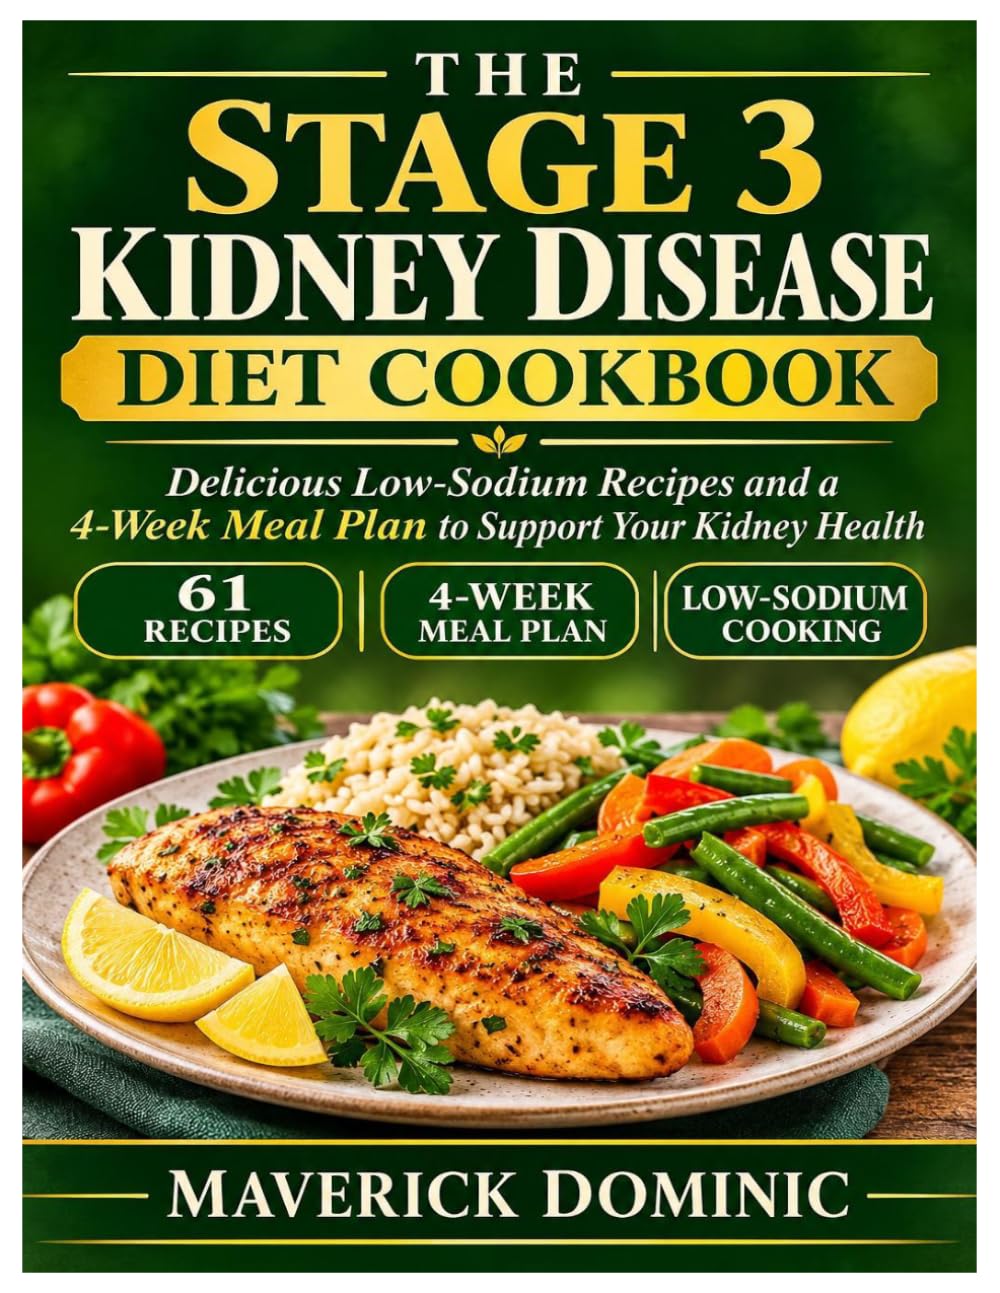 THE
STAGE 3
KIDNEY DISEASE
DIET COOKBOOK
Delicious Low-Sodium Recipes and a
4-Week Meal Plan to Support Your Kidney Health
61
RECIPES
4-WEEK
MEAL PLAN
LOW-SODIUM
COOKING
MAVERICK DOMINIC